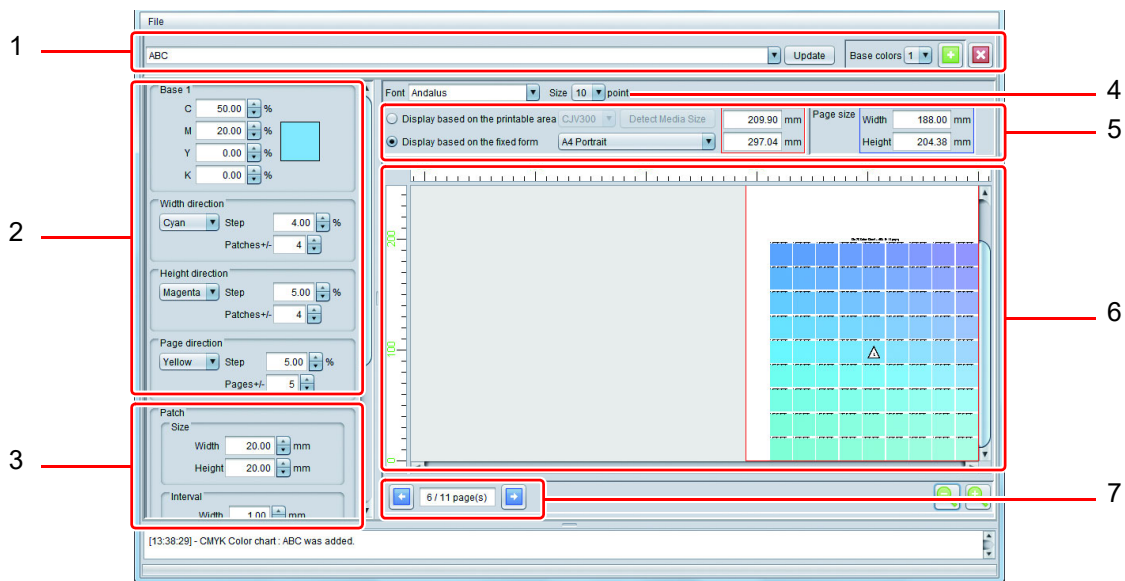 File
1
ABC Update Base colors 1
2
Base 1
C 50.00 %
M 20.00 %
Y 0.00 %
K 0.00 %
Width direction
Cyan Step 4.00 %
Patches+/- 4
Height direction
Magenta Step 5.00 %
Patches+/- 4
Page direction
Yellow Step 5.00 %
Pages+/- 5
3
Patch
Size
Width 20.00 mm
Height 20.00 mm
Interval
Width 1.00 mm
Font Andalus Size 10 point
4
Display based on the printable area CJV300 Detect Media Size 209.90 mm Page size Width 188.00 mm
Display based on the fixed form A4 Portrait 297.04 mm Height 204.38 mm
5
200
100
0
6
6 / 11 page(s)
7
[13:38:29] - CMYK Color chart : ABC was added.